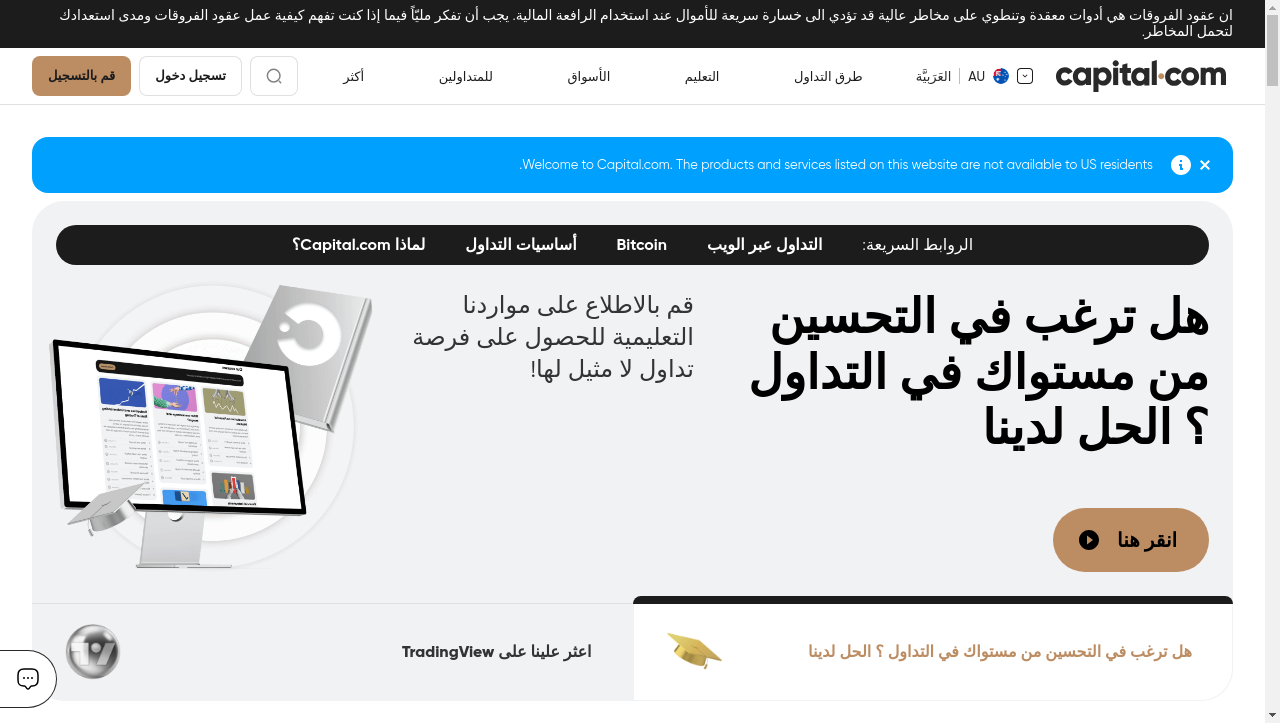 ان عقود الفروقات هي أدوات معقدة وتنطوي على مخاطر عالية قد تؤدي الى خسارة سريعة للأموال عند استخدام الرافعة المالية. يجب أن تفكر مليّاً فيما إذا كنت تفهم كيفية عمل عقود الفروقات ومدى استعدادك
لتحمل المخاطر.
capital.com
AU
العَرَبيَّة
طرق التداول
التعليم
الأسواق
للمتداولين
أكثر
تسجيل دخول
قم بالتسجيل
Welcome to Capital.com. The products and services listed on this website are not available to US residents.
الروابط السريعة:
التداول عبر الويب
Bitcoin
أساسيات التداول
لماذا Capital.com؟
هل ترغب في التحسين
من مستواك في التداول
؟ الحل لدينا
قم بالاطلاع على مواردنا
التعليمية للحصول على فرصة
تداول لا مثيل لها!
انقر هنا
هل ترغب في التحسين من مستواك في التداول ؟ الحل لدينا
اعثر علينا على TradingView